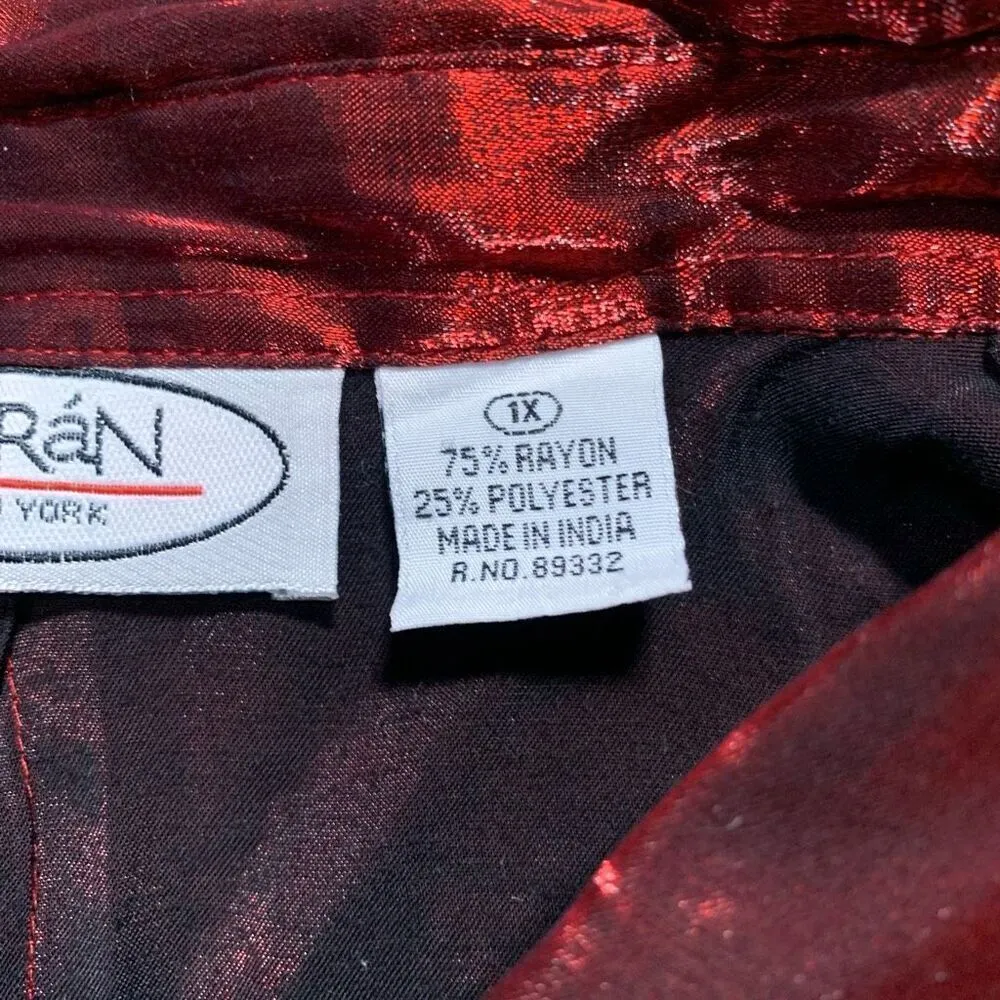 RáN
YORK
1X
75% RAYON
25% POLYESTER
MADE IN INDIA
R.NO. 89332